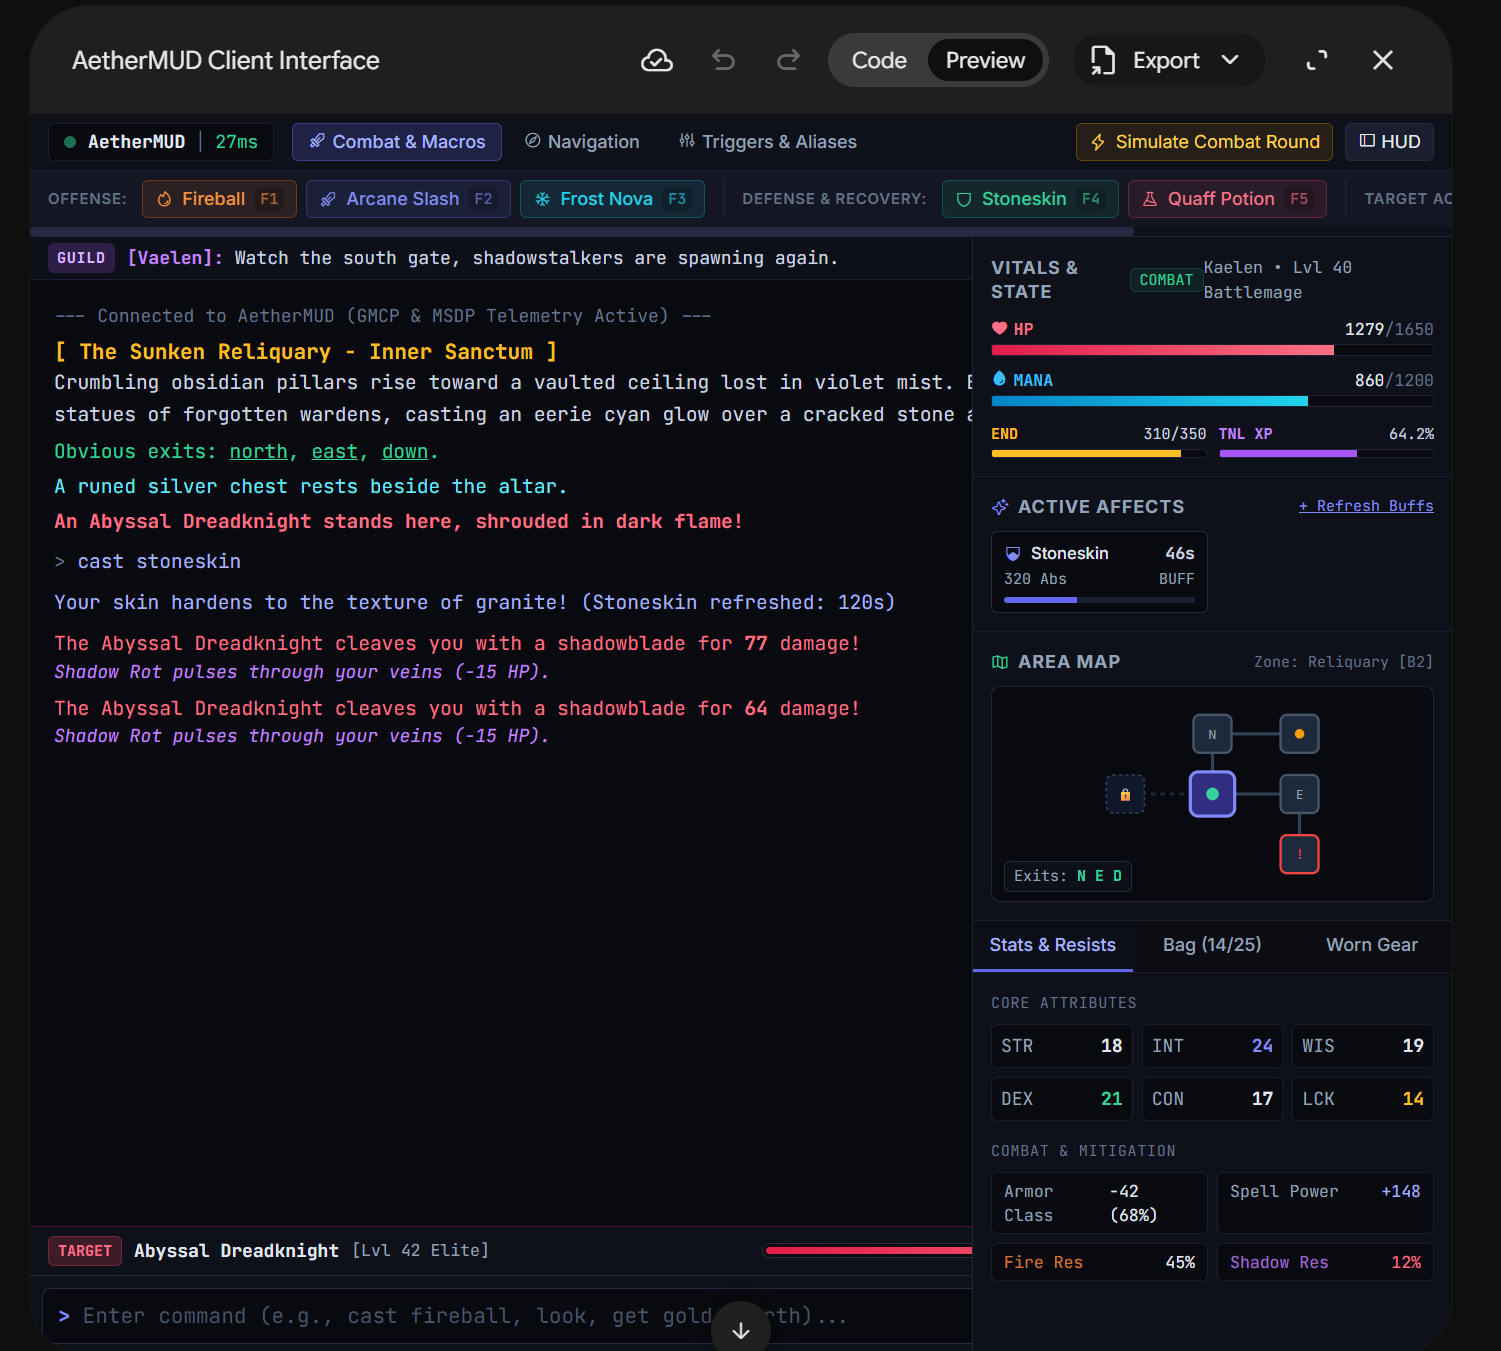 AetherMUD Client Interface
Code Preview Export
AetherMUD | 27ms Combat & Macros Navigation Triggers & Aliases Simulate Combat Round HUD
OFFENSE: Fireball F1 Arcane Slash F2 Frost Nova F3 DEFENSE & RECOVERY: Stoneskin F4 Quaff Potion F5 TARGET AC
GUILD [Vaelen]: Watch the south gate, shadowstalkers are spawning again.
--- Connected to AetherMUD (GMCP & MSDP Telemetry Active) ---
[ The Sunken Reliquary - Inner Sanctum ]
Crumbling obsidian pillars rise toward a vaulted ceiling lost in violet mist.
statues of forgotten wardens, casting an eerie cyan glow over a cracked stone
Obvious exits: north, east, down.
A runed silver chest rests beside the altar.
An Abyssal Dreadknight stands here, shrouded in dark flame!
> cast stoneskin
Your skin hardens to the texture of granite! (Stoneskin refreshed: 120s)
The Abyssal Dreadknight cleaves you with a shadowblade for 77 damage!
Shadow Rot pulses through your veins (-15 HP).
The Abyssal Dreadknight cleaves you with a shadowblade for 64 damage!
Shadow Rot pulses through your veins (-15 HP).
TARGET Abyssal Dreadknight [Lvl 42 Elite]
> Enter command (e.g., cast fireball, look, get gold rth)...
VITALS &
STATE
COMBAT
Kaelen • Lvl 40
Battlemage
HP 1279/1650
MANA 860/1200
END 310/350 TNL XP 64.2%
ACTIVE AFFECTS + Refresh Buffs
Stoneskin 46s
320 Abs BUFF
AREA MAP Zone: Reliquary [B2]
N
E
!
Exits: N E D
Stats & Resists Bag (14/25) Worn Gear
CORE ATTRIBUTES
STR 18 INT 24 WIS 19
DEX 21 CON 17 LCK 14
COMBAT & MITIGATION
Armor
Class
-42
(68%)
Spell Power +148
Fire Res 45% Shadow Res 12%